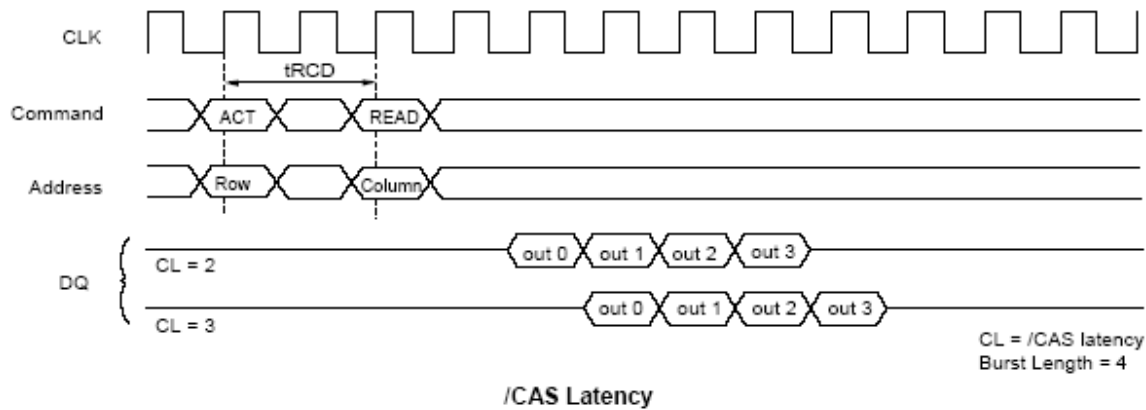 CLK
tRCD
Command
ACT
READ
Address
Row
Column
DQ
CL = 2
out 0 out 1 out 2 out 3
CL = 3
out 0 out 1 out 2 out 3
CL = /CAS latency
Burst Length = 4
/CAS Latency